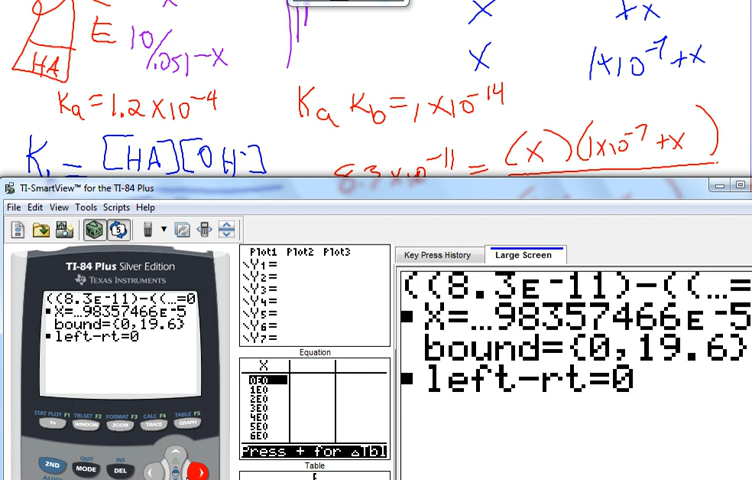 x +x
E 10/.051-x x 1x10⁻⁷+x
HA
Ka=1.2x10⁻⁴ Ka Kb=1x10⁻¹⁴
[HA][OH⁻] 8.3x10⁻¹¹ = (x)(1x10⁻⁷+x)
TI-SmartView™ for the TI-84 Plus
File Edit View Tools Scripts Help
TI-84 Plus Silver Edition
TEXAS INSTRUMENTS
((8.3E-11)-((…=0
▪X=…98357466E-5
bound={0,19.6}
▪left-rt=0
STAT PLOT F1 TBLSET F2 FORMAT F3 CALC F4 TABLE F5
Y= WINDOW ZOOM TRACE GRAPH
QUIT INS
2ND MODE DEL
Plot1 Plot2 Plot3
\Y1=
\Y2=
\Y3=
\Y4=
\Y5=
\Y6=
\Y7=
Equation
X
0E0
1E0
2E0
3E0
4E0
5E0
6E0
Press + for △Tbl
Table
Key Press History Large Screen
((8.3E-11)-((…=0
▪X=…98357466E-5
bound={0,19.6}
▪left-rt=0